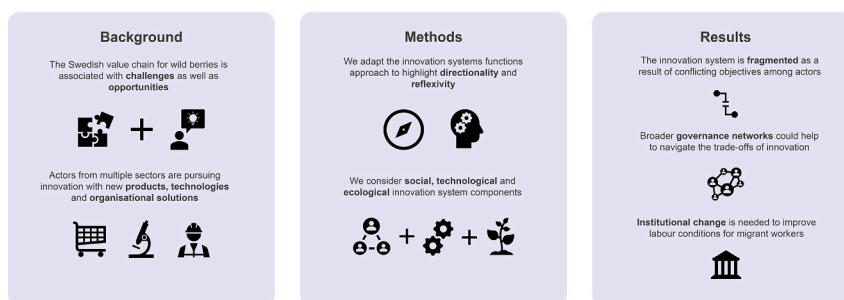 Background
The Swedish value chain for wild berries is
associated with challenges as well as
opportunities
Actors from multiple sectors are pursuing
innovation with new products, technologies
and organisational solutions
Methods
We adapt the innovation systems functions
approach to highlight directionality and
reflexivity
We consider social, technological and
ecological innovation system components
Results
The innovation system is fragmented as a
result of conflicting objectives among actors
Broader governance networks could help
to navigate the trade-offs of innovation
Institutional change is needed to improve
labour conditions for migrant workers